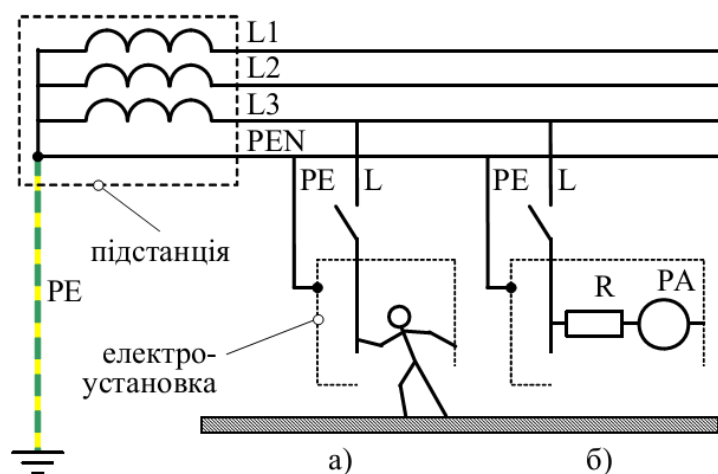 L1
L2
L3
PEN
PE L PE L
підстанція
PE
R PA
електро-
установка
а) б)